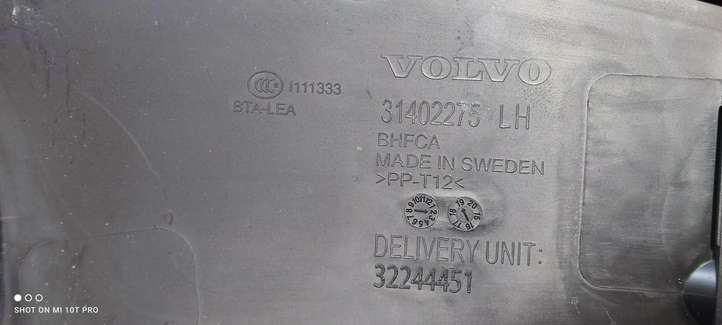 VOLVO
CCC I111333
31402275 LH
BTA-LEA
BHFCA
MADE IN SWEDEN
>PP-T12<
DELIVERY UNIT:
32244451
SHOT ON MI 10T PRO